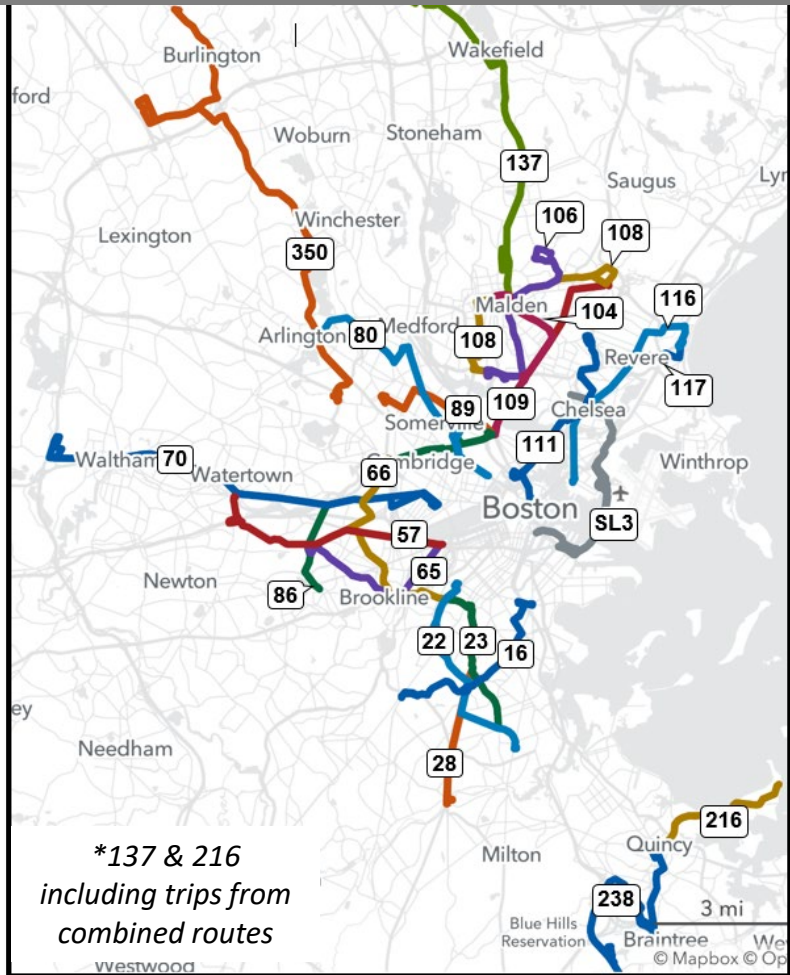 Burlington
Wakefield
ford
Woburn
Stoneham
137
Saugus
Lyr
106
Winchester
108
Lexington
350
116
Malden
104
Arlington
80
Medford
108
Revere
117
89
109
Chelsea
Somerville
111
Waltham
70
Watertown
66
Cambridge
Winthrop
Boston
SL3
57
65
Newton
86
Brookline
22
23
16
ey
Needham
28
216
*137 & 216
including trips from
combined routes
Milton
Quincy
238
3 mi
Blue Hills
Reservation
Braintree
We
© Mapbox © Op
Westwood